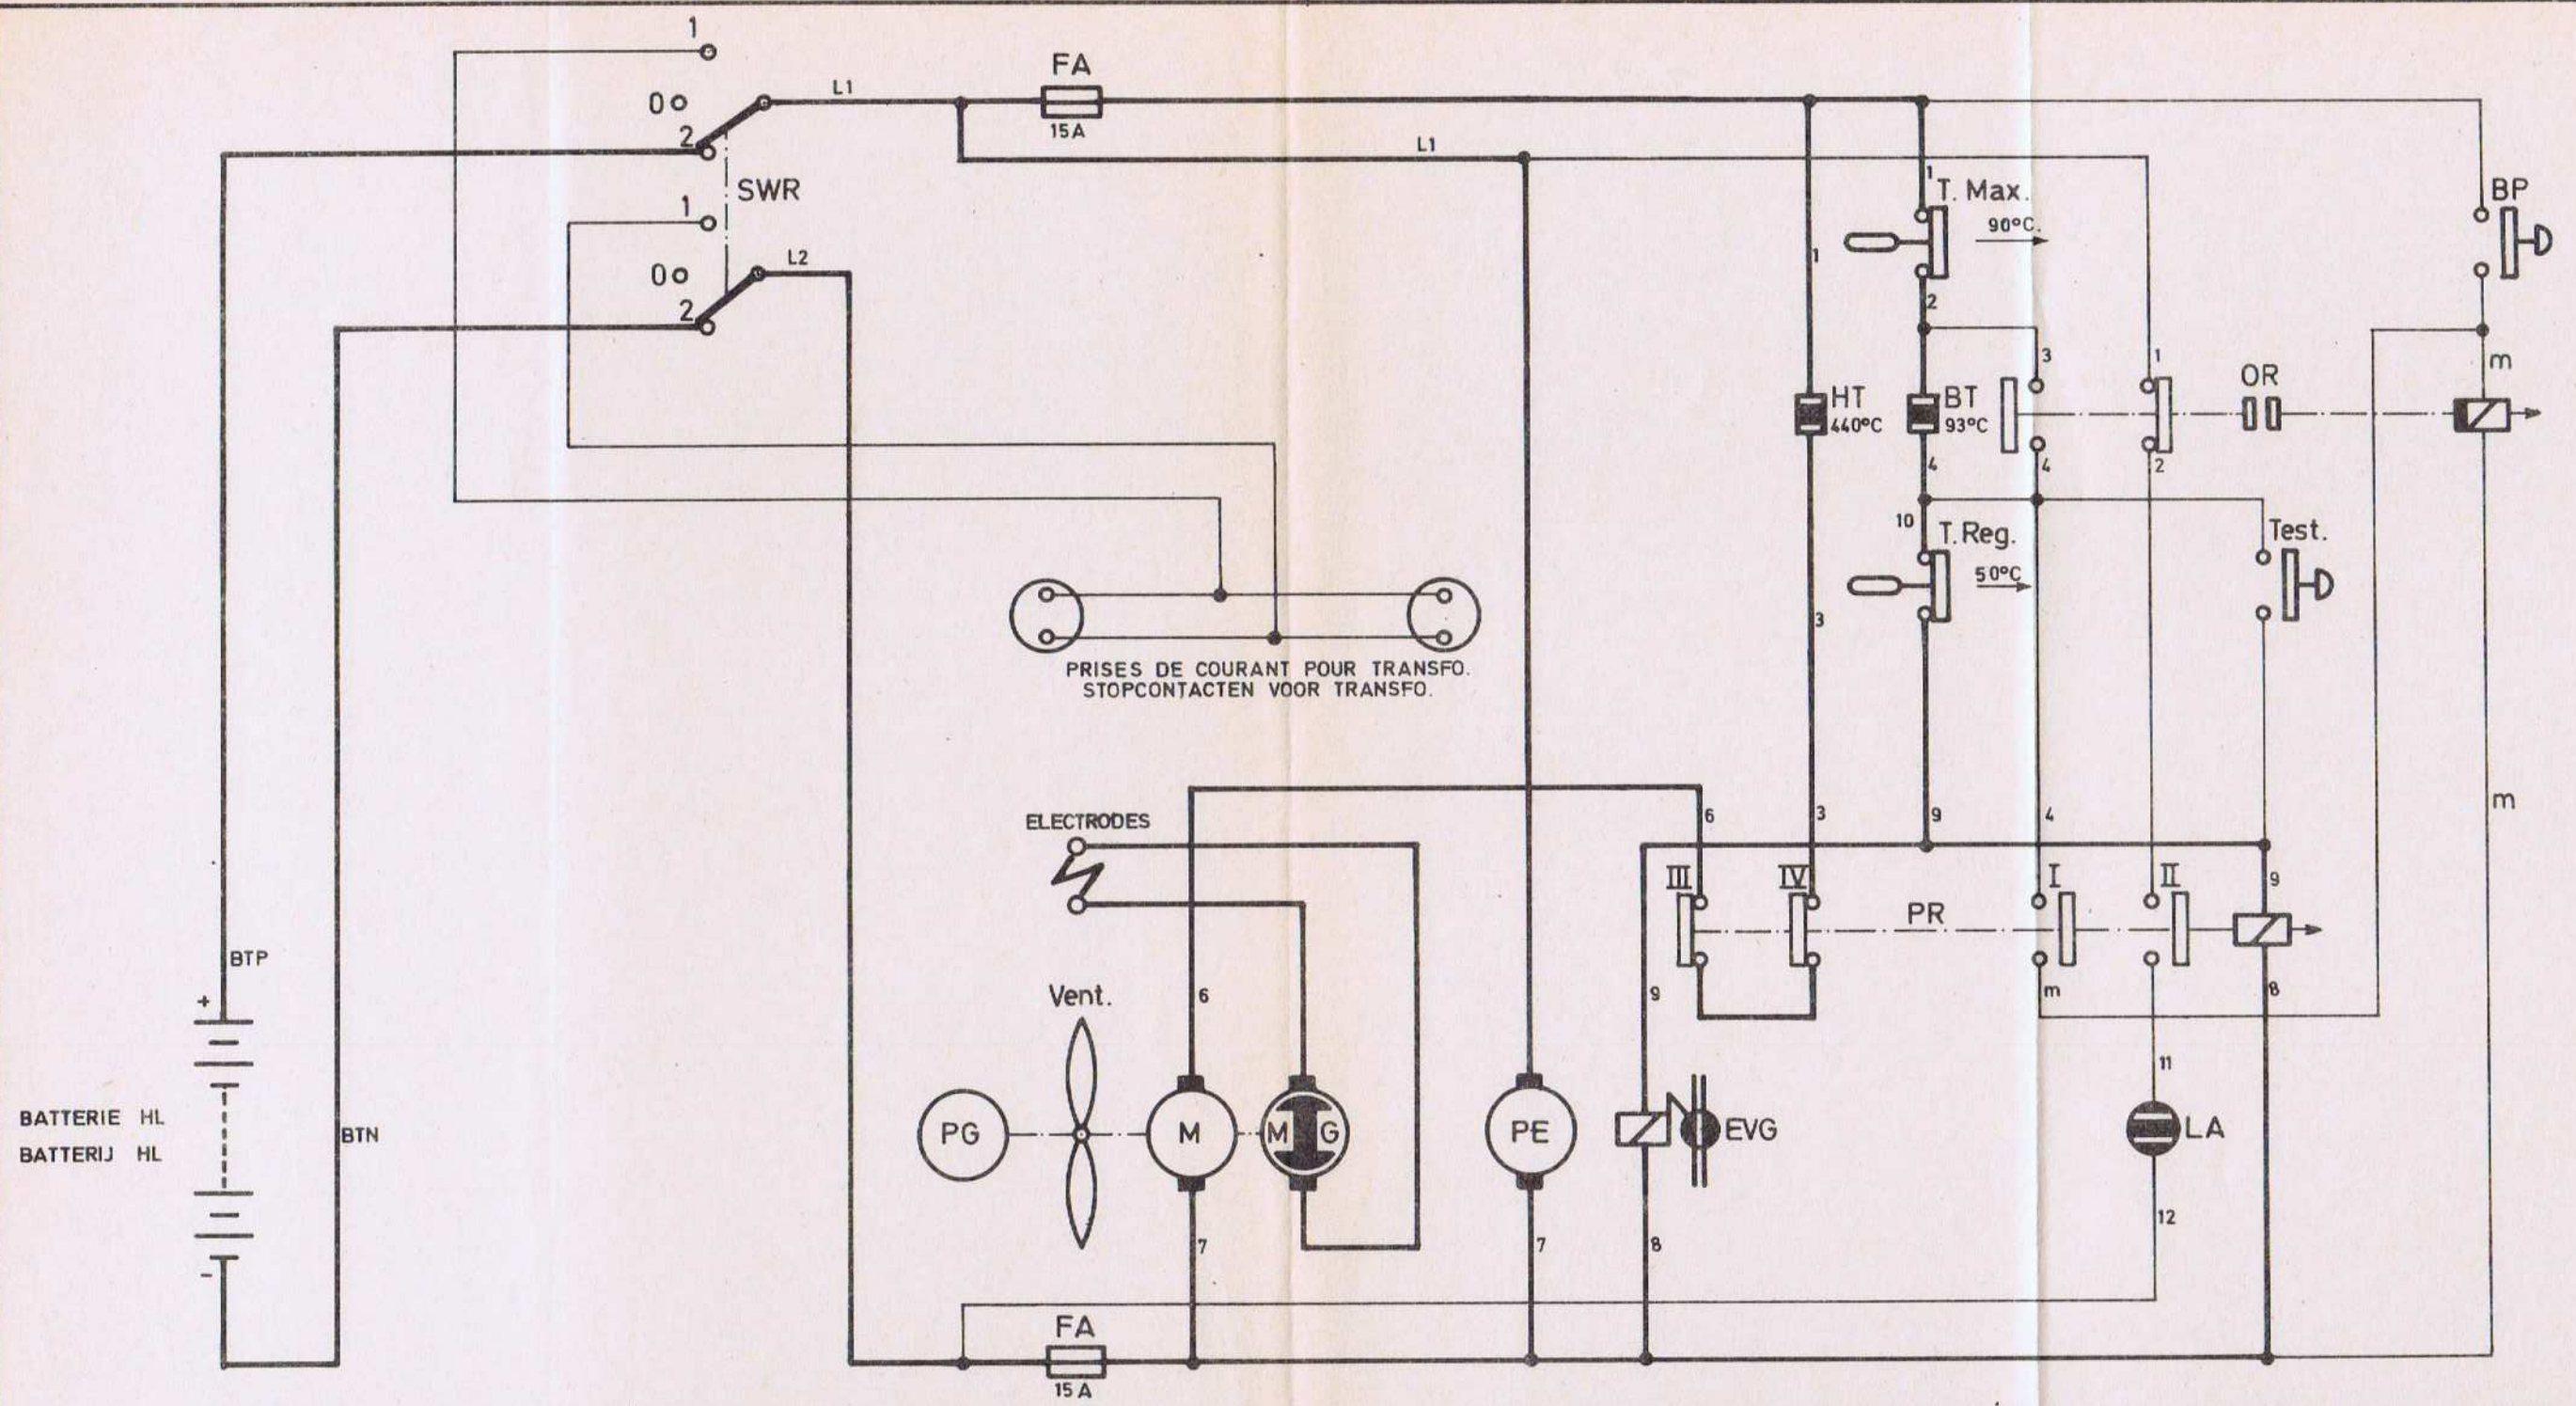 1
FA
0
L1
2
15A
L1
SWR
1
T. Max.
90°C.
BP
1
L2
0
1
2
2
3
1
m
OR
HT
440°C
BT
93°C
4
4
2
10
T.Reg.
50°C
Test.
3
PRISES DE COURANT POUR TRANSFO.
STOPCONTACTEN VOOR TRANSFO.
m
ELECTRODES
6
3
9
4
III
IV
I
II
9
PR
BTP
+
Vent.
6
9
m
8
11
BATTERIE HL
BATTERIJ HL
BTN
PG
M
M G
PE
EVG
LA
12
7
7
8
-
FA
15A